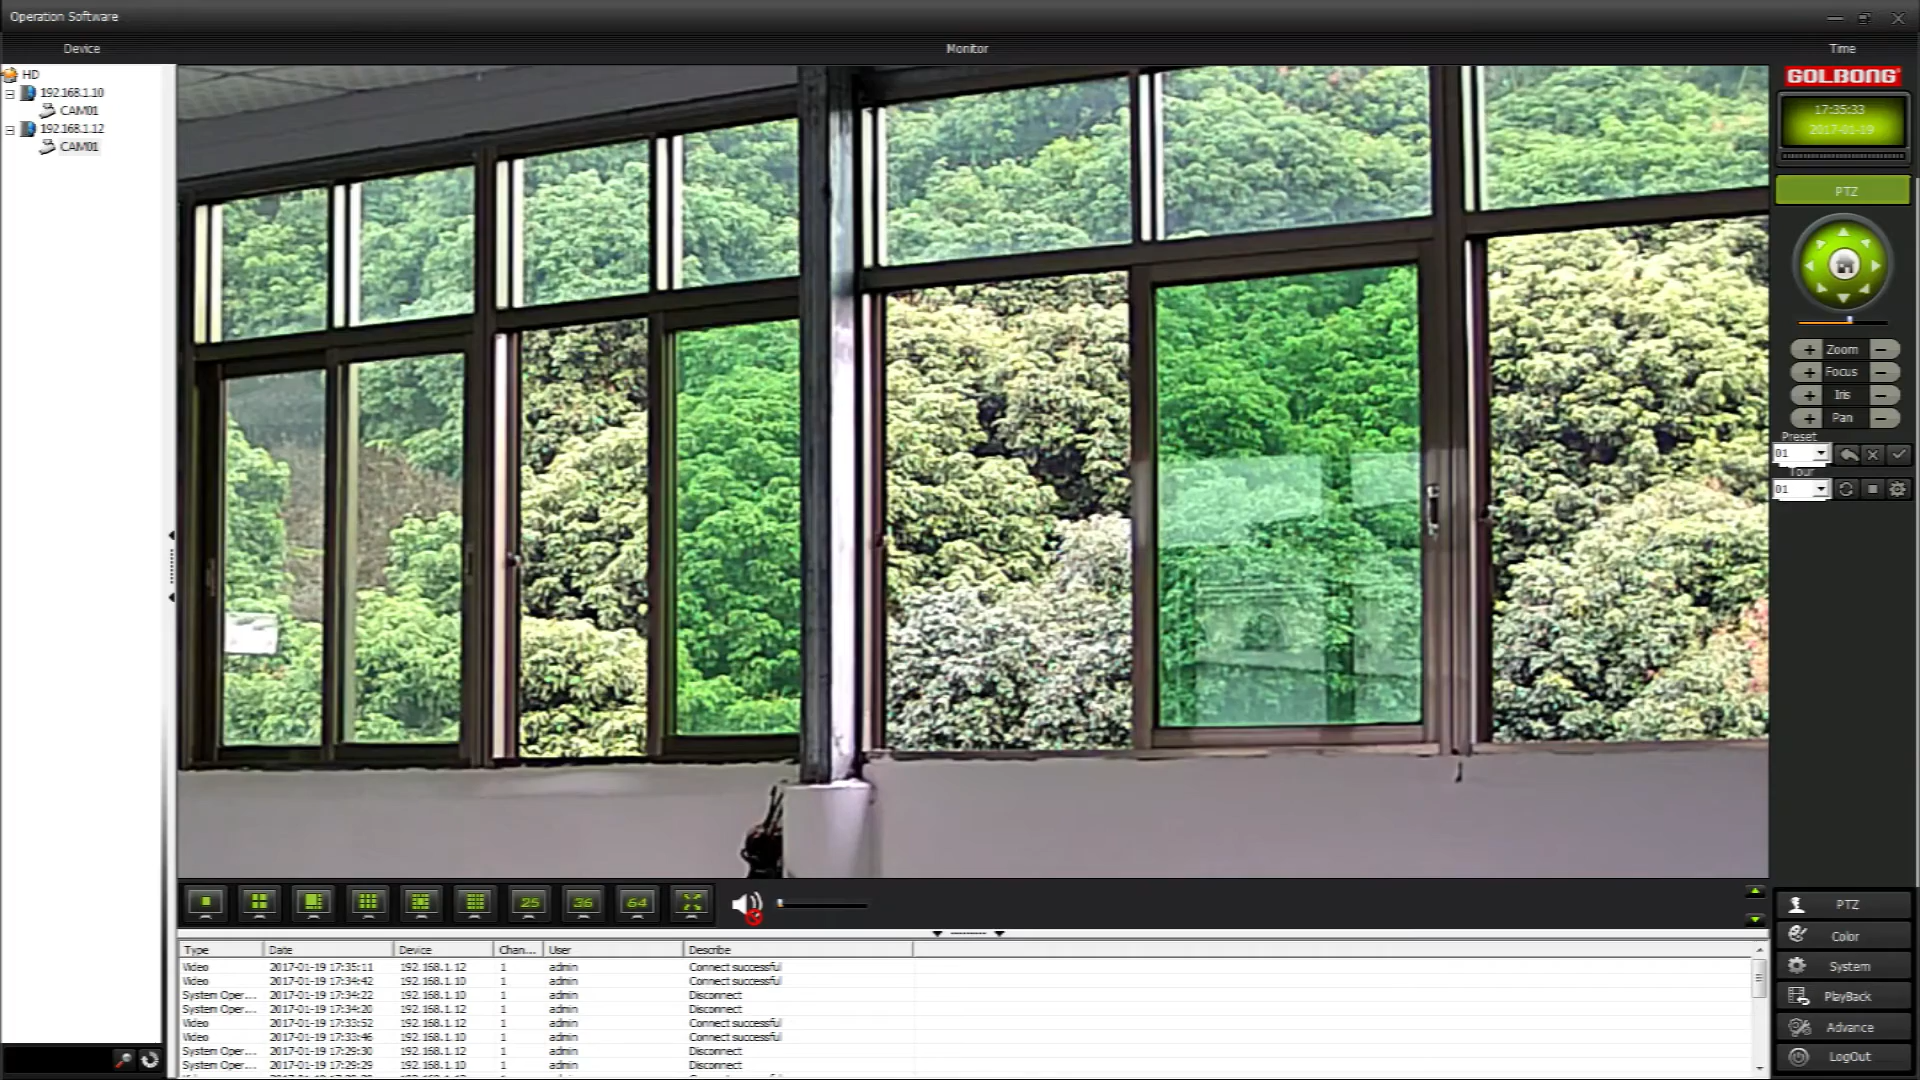 Operation Software
Device
Monitor
Time
HD
192.168.1.10
CAM01
192.168.1.12
CAM01
GOLBONG
17:35:33
2017-01-19
PTZ
Zoom
Focus
Iris
Pan
Preset
01
Tour
01
25
36
64
Type Date Device Chan... User Describe
Video 2017-01-19 17:35:11 192.168.1.12 1 admin Connect successful
Video 2017-01-19 17:34:42 192.168.1.10 1 admin Connect successful
System Oper.... 2017-01-19 17:34:22 192.168.1.10 1 admin Disconnect
System Oper.... 2017-01-19 17:34:20 192.168.1.12 1 admin Disconnect
Video 2017-01-19 17:33:52 192.168.1.12 1 admin Connect successful
Video 2017-01-19 17:33:46 192.168.1.10 1 admin Connect successful
System Oper.... 2017-01-19 17:29:30 192.168.1.12 1 admin Disconnect
System Oper.... 2017-01-19 17:29:29 192.168.1.10 1 admin Disconnect
PTZ
Color
System
PlayBack
Advance
LogOut